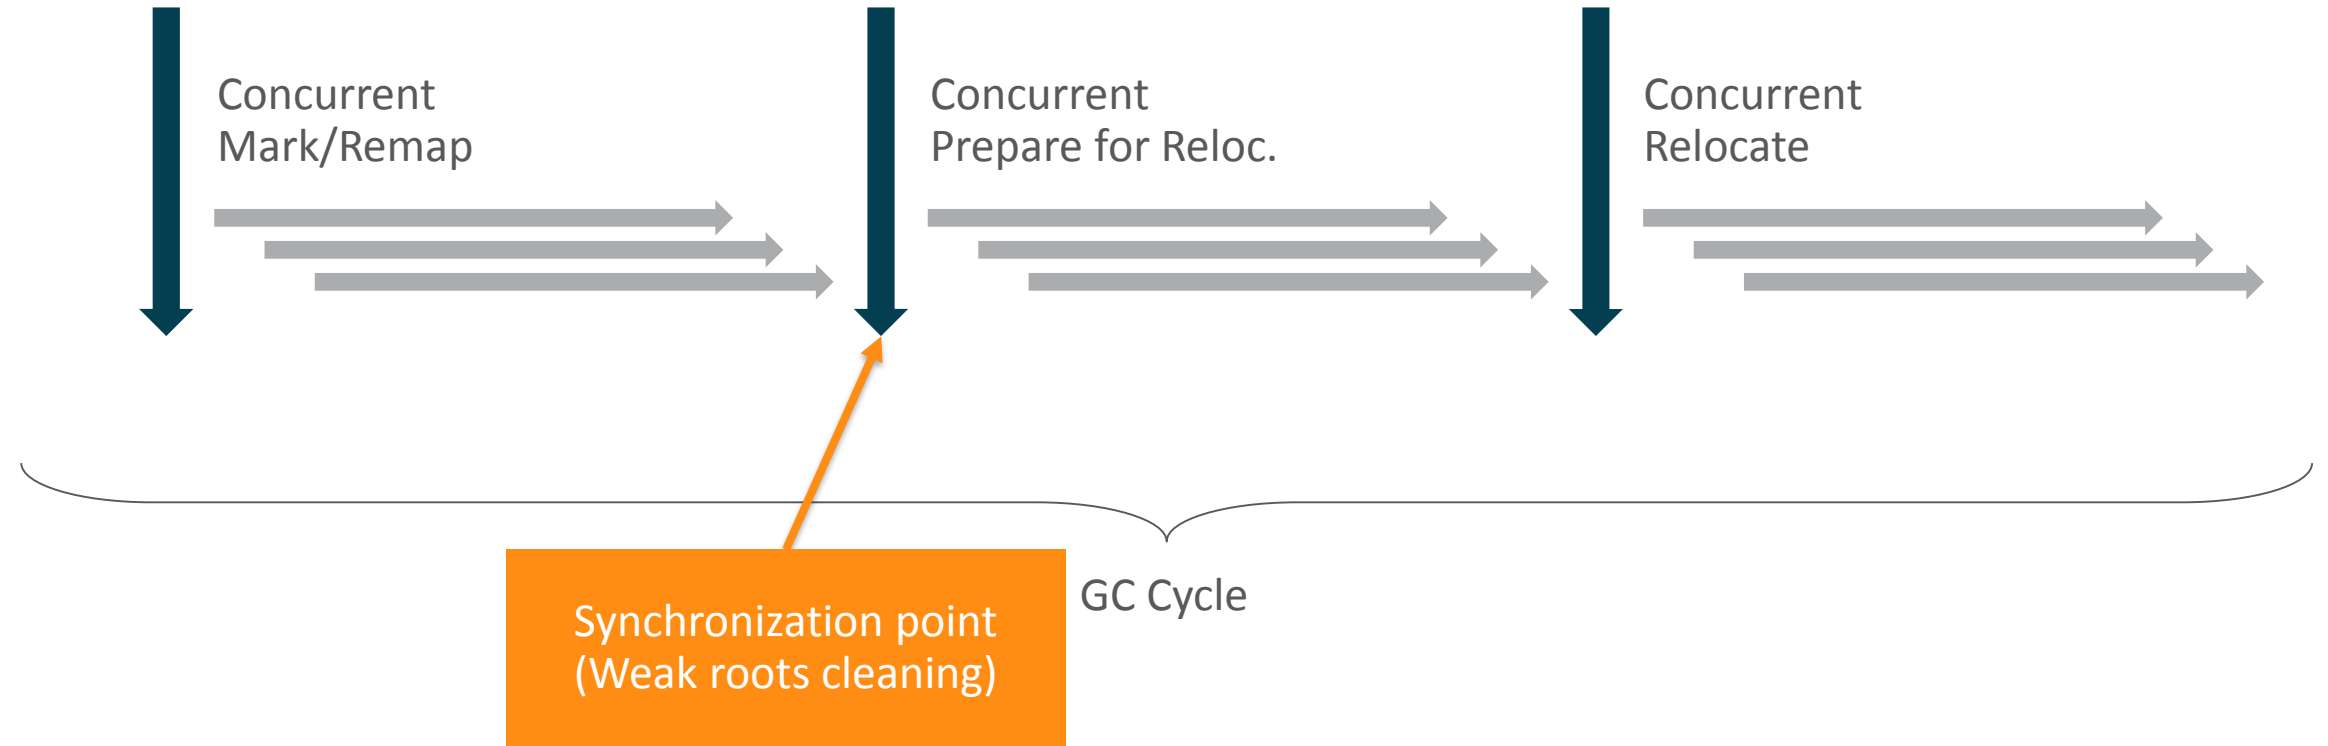 Concurrent
Mark/Remap
Concurrent
Prepare for Reloc.
Concurrent
Relocate
GC Cycle
Synchronization point
(Weak roots cleaning)